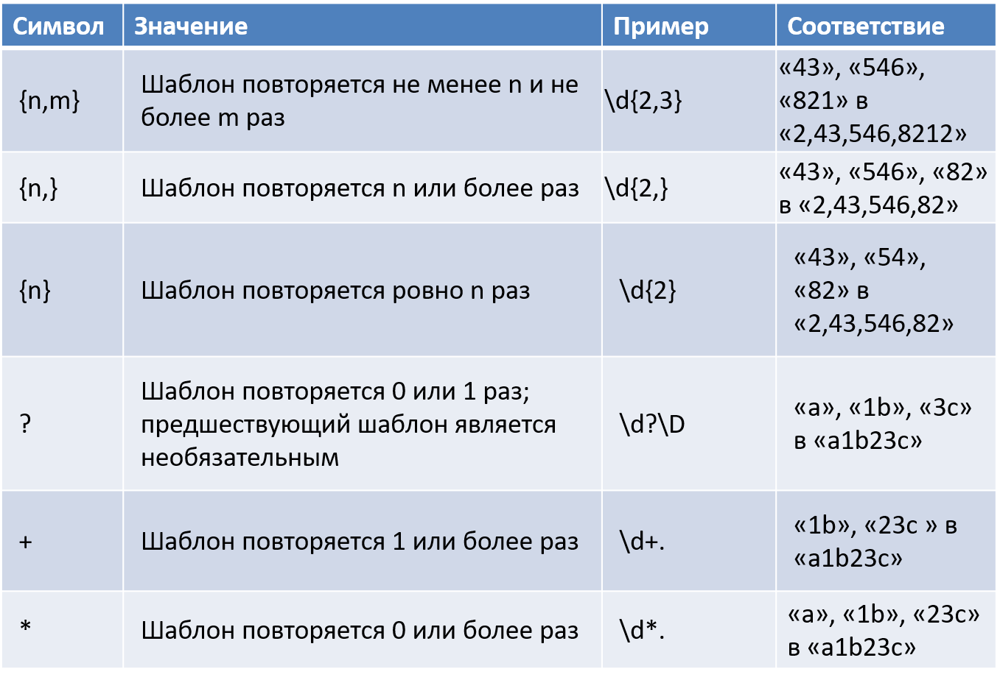 Символ
Значение
Пример
Соответствие
{n,m}
Шаблон повторяется не менее n и не
более m раз
\d{2,3}
«43», «546»,
«821» в
«2,43,546,8212»
{n,}
Шаблон повторяется n или более раз
\d{2,}
«43», «546», «82»
в «2,43,546,82»
{n}
Шаблон повторяется ровно n раз
\d{2}
«43», «54»,
«82» в
«2,43,546,82»
?
Шаблон повторяется 0 или 1 раз;
предшествующий шаблон является
необязательным
\d?\D
«a», «1b», «3c»
в «a1b23c»
+
Шаблон повторяется 1 или более раз
\d+.
«1b», «23c » в
«a1b23c»
*
Шаблон повторяется 0 или более раз
\d*.
«a», «1b», «23c»
в «a1b23c»